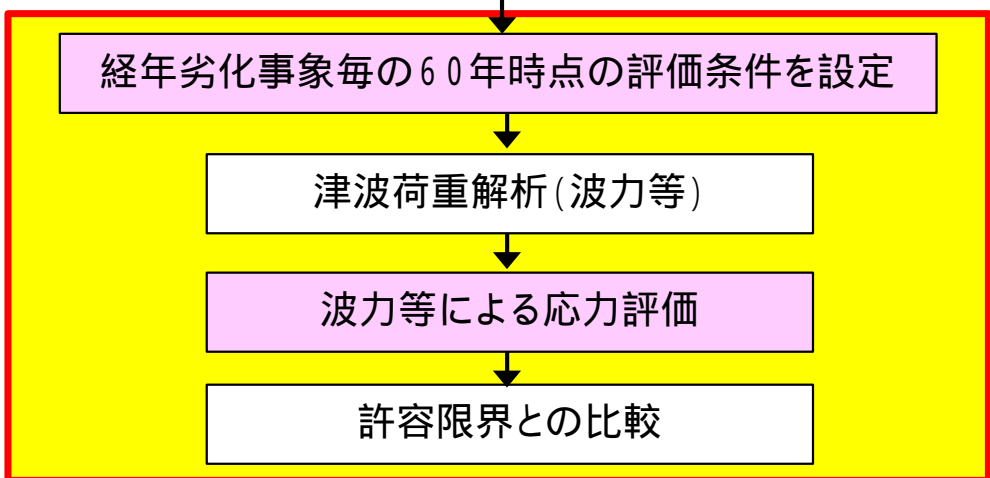 経年劣化事象毎の60年時点の評価条件を設定
津波荷重解析(波力等)
波力等による応力評価
許容限界との比較